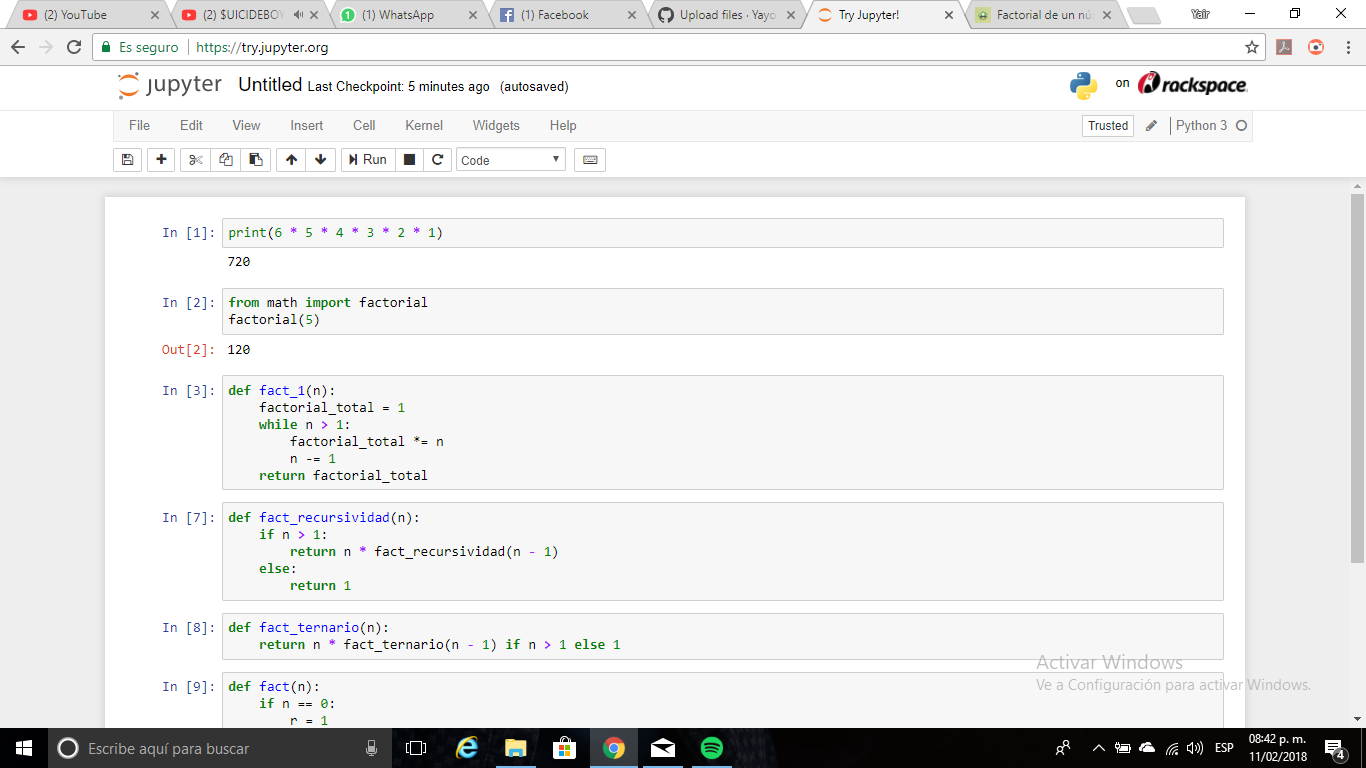 (2) YouTube
(2) $UICIDEBOY
(1) WhatsApp
(1) Facebook
Upload files · Yayo
Try Jupyter!
Factorial de un nú
Yair
Es seguro
https://try.jupyter.org
jupyter Untitled Last Checkpoint: 5 minutes ago (autosaved)
on rackspace.
File Edit View Insert Cell Kernel Widgets Help
Trusted
Python 3
Run
Code
In [1]: print(6 * 5 * 4 * 3 * 2 * 1)
720
In [2]: from math import factorial
factorial(5)
Out[2]: 120
In [3]: def fact_1(n):
    factorial_total = 1
    while n > 1:
        factorial_total *= n
        n -= 1
    return factorial_total
In [7]: def fact_recursividad(n):
    if n > 1:
        return n * fact_recursividad(n - 1)
    else:
        return 1
In [8]: def fact_ternario(n):
    return n * fact_ternario(n - 1) if n > 1 else 1
In [9]: def fact(n):
    if n == 0:
        r = 1
Activar Windows
Ve a Configuración para activar Windows.
Escribe aquí para buscar
ESP
08:42 p. m.
11/02/2018
4